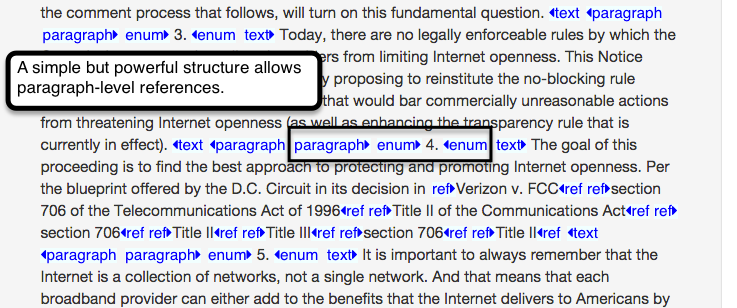 the comment process that follows, will turn on this fundamental question. ◂text ◂paragraph
paragraph▸ enum▸ 3. ◂enum text▸ Today, there are no legally enforceable rules by which the
A simple but powerful structure allows
paragraph-level references.
ers from limiting Internet openness. This Notice
y proposing to reinstitute the no-blocking rule
that would bar commercially unreasonable actions
from threatening Internet openness (as well as enhancing the transparency rule that is
currently in effect). ◂text ◂paragraph paragraph▸ enum▸ 4. ◂enum text▸ The goal of this
proceeding is to find the best approach to protecting and promoting Internet openness. Per
the blueprint offered by the D.C. Circuit in its decision in ref▸Verizon v. FCC◂ref ref▸section
706 of the Telecommunications Act of 1996◂ref ref▸Title II of the Communications Act◂ref ref▸
section 706◂ref ref▸Title II◂ref ref▸Title III◂ref ref▸section 706◂ref ref▸Title II◂ref ◂text
◂paragraph paragraph▸ enum▸ 5. ◂enum text▸ It is important to always remember that the
Internet is a collection of networks, not a single network. And that means that each
broadband provider can either add to the benefits that the Internet delivers to Americans by